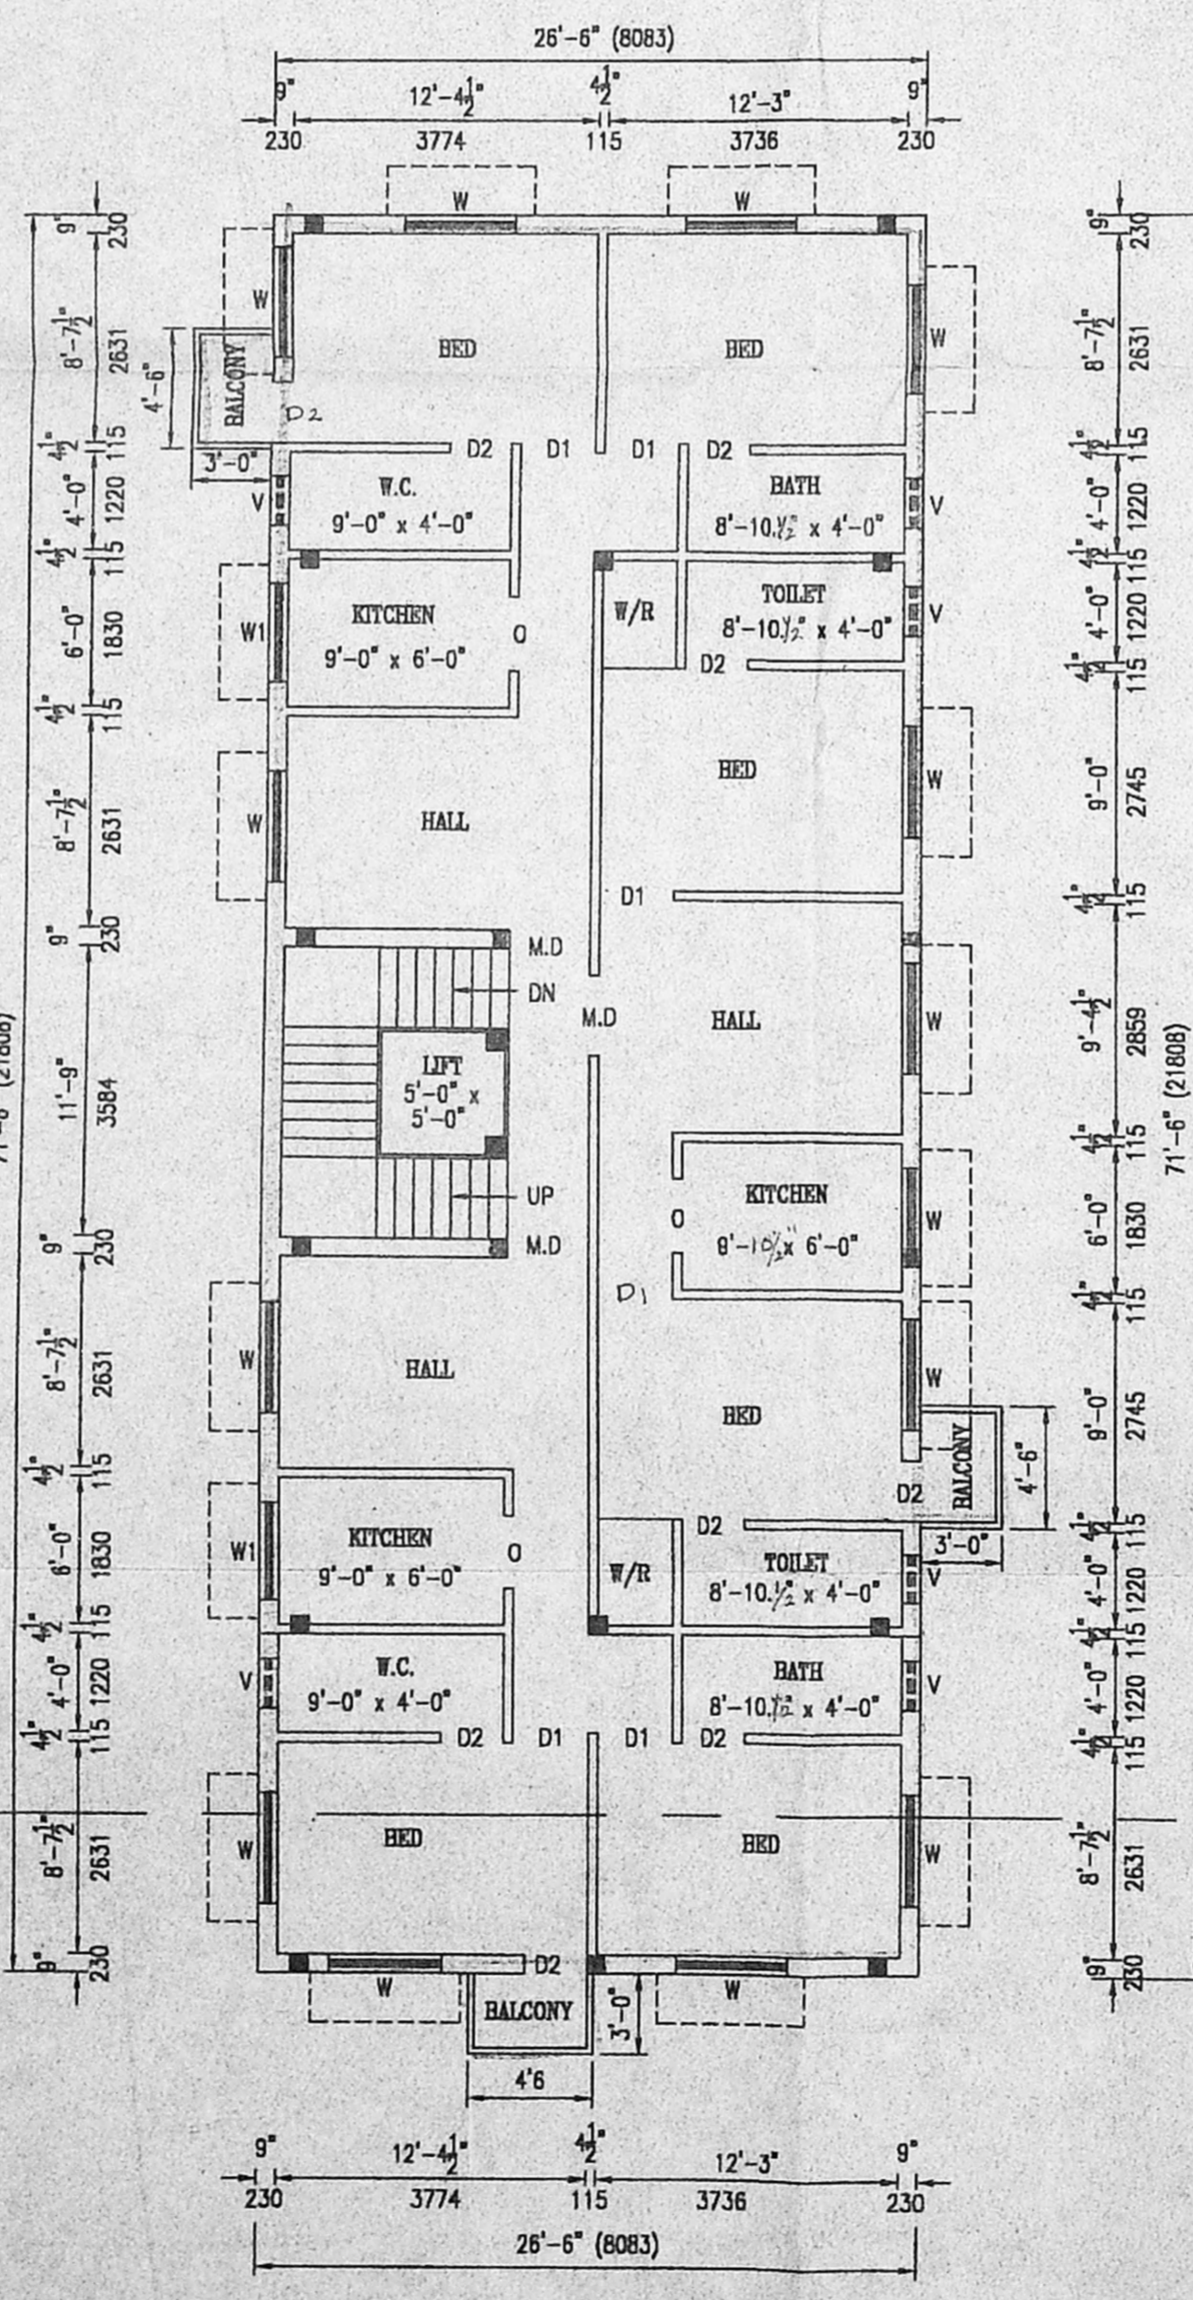 26'-6" (8083)
9" 12'-4½" 4½" 12'-3" 9"
230 3774 115 3736 230
W W
9" 230
8'-7½" 2631
4½" 115
4'-0" 1220
4½" 115
6'-0" 1830
4½" 115
8'-7½" 2631
9" 230
11'-9" 3584
9" 230
8'-7½" 2631
4½" 115
6'-0" 1830
4½" 115
4'-0" 1220
4½" 115
8'-7½" 2631
9" 230
W
BED BED
W
4'-6"
BALCONY
D2
3'-0"
D2 D1 D1 D2
V
W.C.
9'-0" x 4'-0"
BATH
8'-10.½" x 4'-0"
V
W1
KITCHEN
9'-0" x 6'-0"
O
W/R
TOILET
8'-10.½" x 4'-0"
V
D2
BED
W
W
HALL
D1
M.D
DN
M.D
HALL
W
LIFT
5'-0" x
5'-0"
UP
M.D
KITCHEN
8'-10½x 6'-0"
O
W
D1
W
HALL
W
BED
BALCONY
4'-6"
D2
3'-0"
D2
W1
KITCHEN
9'-0" x 6'-0"
O
W/R
TOILET
8'-10.½" x 4'-0"
V
V
W.C.
9'-0" x 4'-0"
BATH
8'-10.½" x 4'-0"
V
D2 D1 D1 D2
W
BED
BED
W
D2
W W
BALCONY
3'-0"
4'6
9" 230
8'-7½" 2631
4½" 115
4'-0" 1220
4½" 115
4'-0" 1220
4½" 115
9'-0" 2745
4½" 115
9'-4½" 2859
4½" 115
6'-0" 1830
4½" 115
9'-0" 2745
4½" 115
4'-0" 1220
4½" 115
4'-0" 1220
4½" 115
8'-7½" 2631
9" 230
71'-6" (21808)
9" 12'-4½" 4½" 12'-3" 9"
230 3774 115 3736 230
26'-6" (8083)